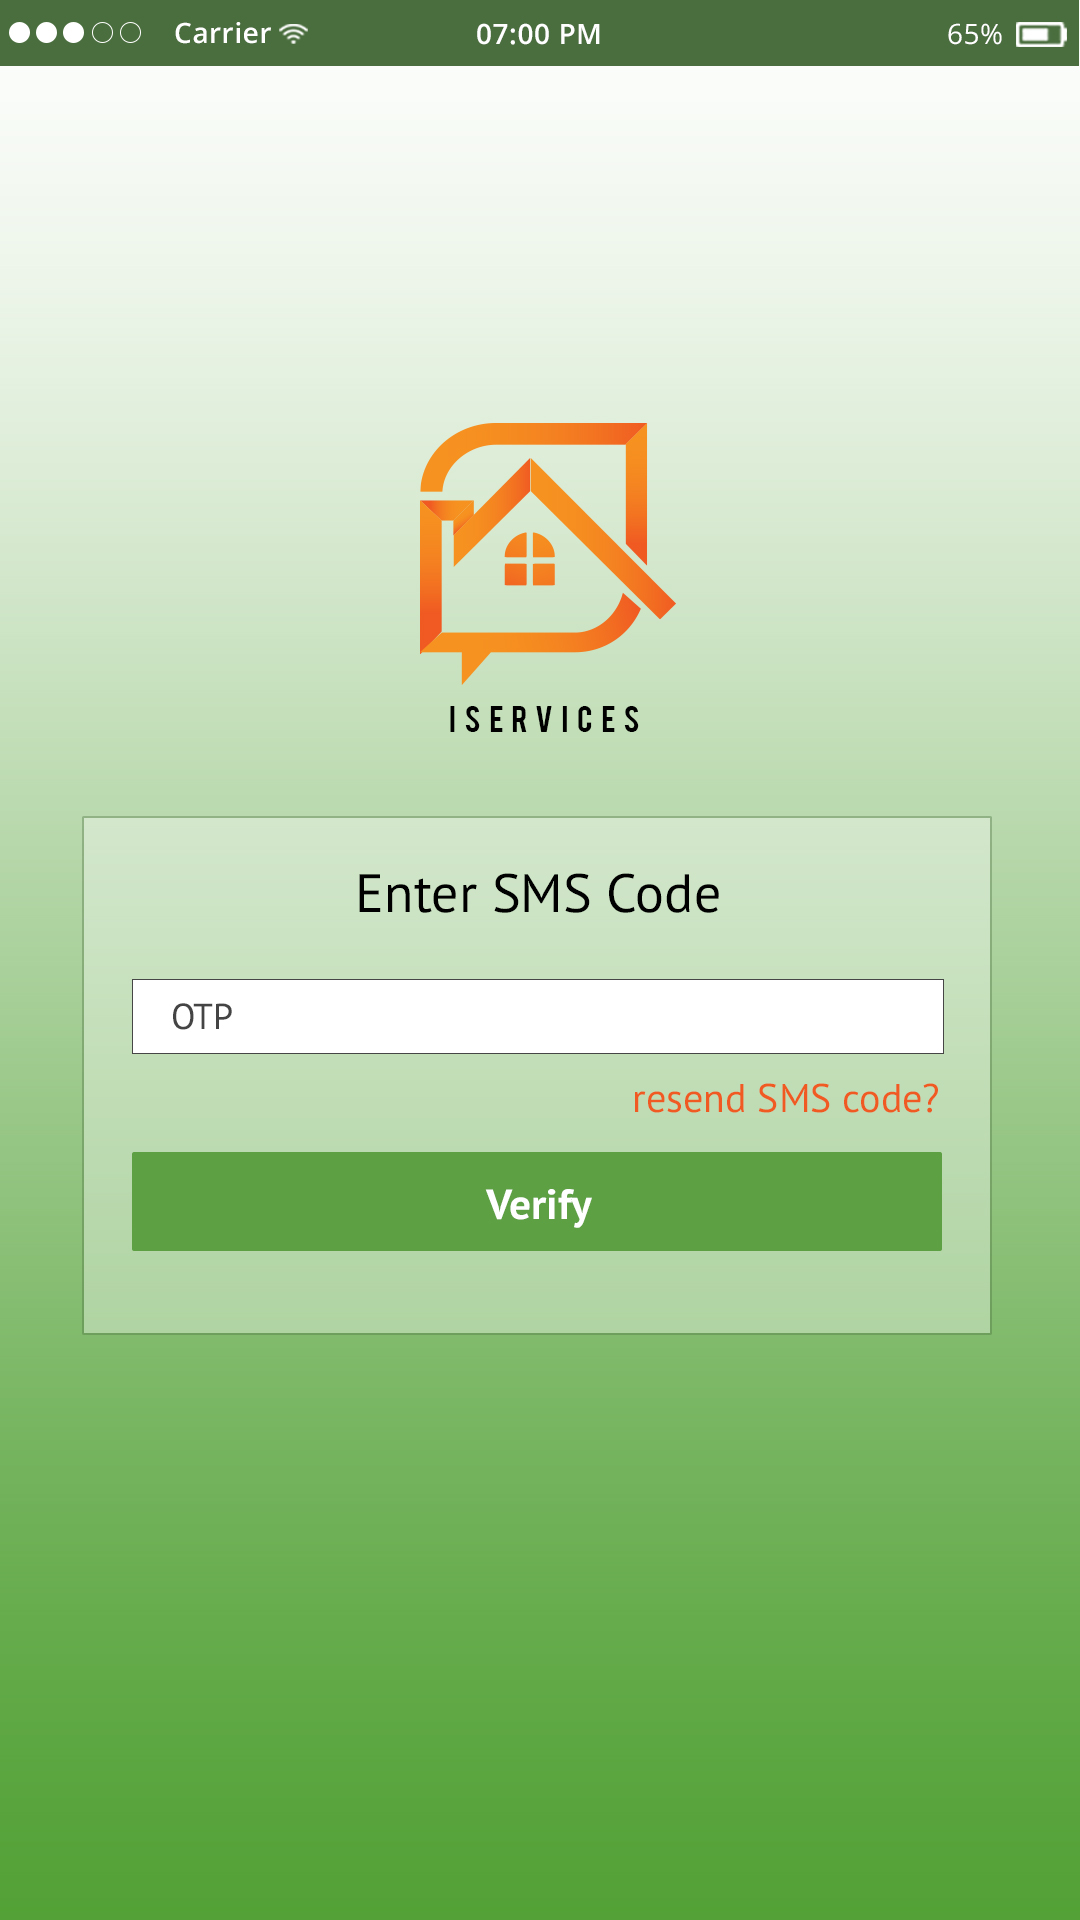 Carrier 07:00 PM 65%
ISERVICES
Enter SMS Code
OTP
resend SMS code?
Verify